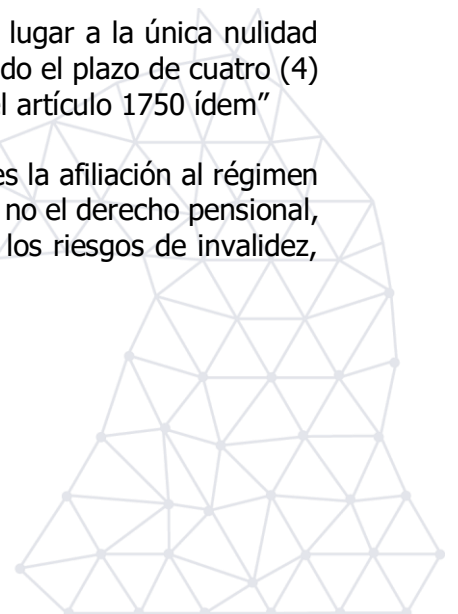 lugar a la única nulidad
do el plazo de cuatro (4)
l artículo 1750 ídem”
es la afiliación al régimen
no el derecho pensional,
los riesgos de invalidez,